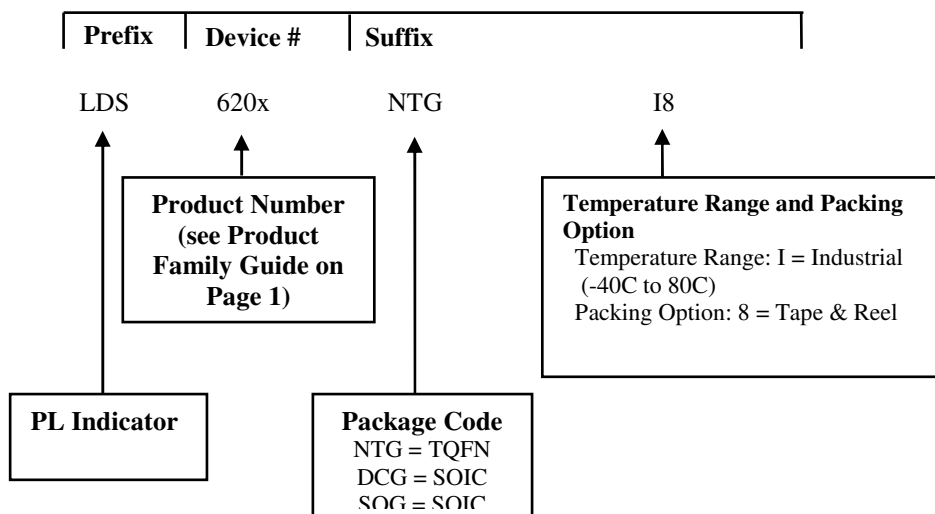 Prefix Device # Suffix
LDS 620x NTG I8
Product Number
(see Product
Family Guide on
Page 1)
Temperature Range and Packing
Option
Temperature Range: I = Industrial
(-40C to 80C)
Packing Option: 8 = Tape & Reel
PL Indicator
Package Code
NTG = TQFN
DCG = SOIC
SOG = SOIC